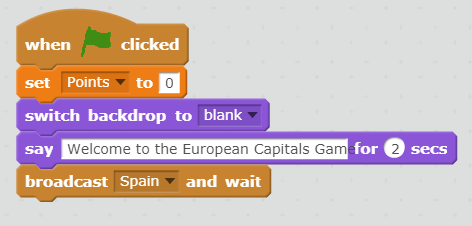 when clicked
set Points to 0
switch backdrop to blank
say Welcome to the European Capitals Game for 2 secs
broadcast Spain and wait